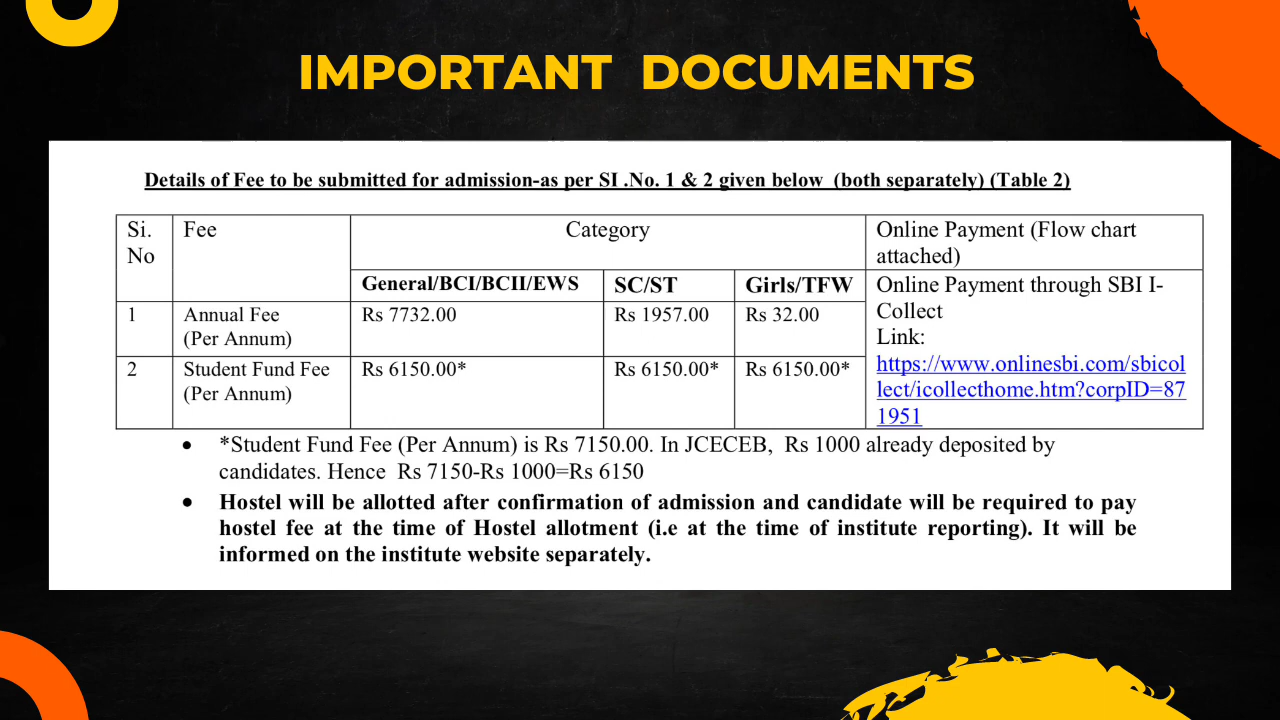 IMPORTANT DOCUMENTS
Details of Fee to be submitted for admission-as per SI .No. 1 & 2 given below (both separately) (Table 2)
Si. No
Fee
Category
Online Payment (Flow chart attached)
General/BCI/BCII/EWS
SC/ST
Girls/TFW
Online Payment through SBI I-
Collect
Link:
https://www.onlinesbi.com/sbicol
lect/icollecthome.htm?corpID=87
1951
1
Annual Fee
(Per Annum)
Rs 7732.00
Rs 1957.00
Rs 32.00
2
Student Fund Fee
(Per Annum)
Rs 6150.00*
Rs 6150.00*
Rs 6150.00*
• *Student Fund Fee (Per Annum) is Rs 7150.00. In JCECEB, Rs 1000 already deposited by
candidates. Hence Rs 7150-Rs 1000=Rs 6150
• Hostel will be allotted after confirmation of admission and candidate will be required to pay
hostel fee at the time of Hostel allotment (i.e at the time of institute reporting). It will be
informed on the institute website separately.